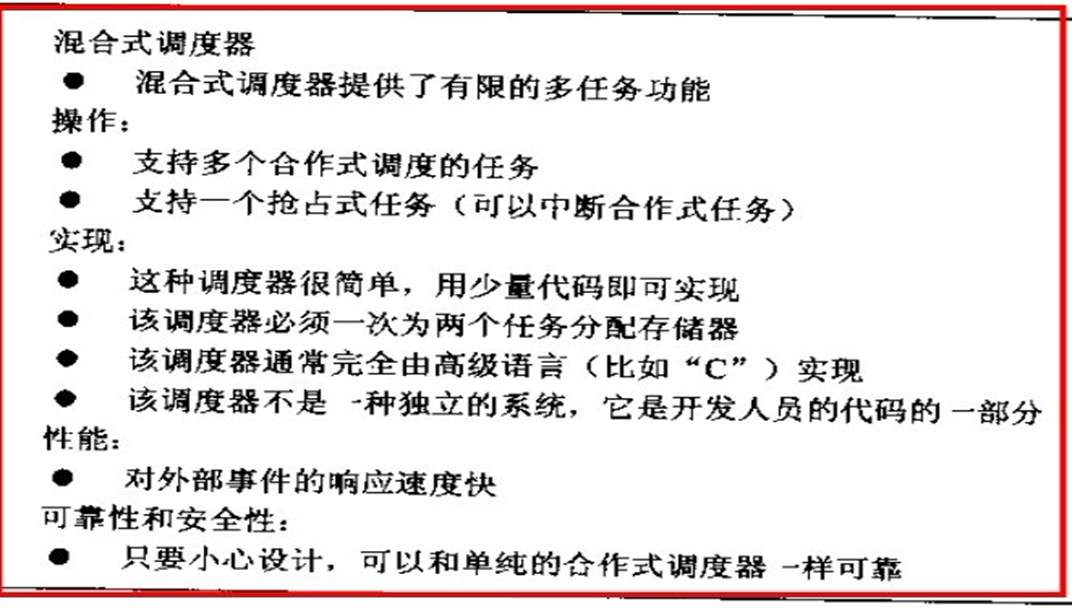 混合式调度器
● 混合式调度器提供了有限的多任务功能
操作：
● 支持多个合作式调度的任务
● 支持一个抢占式任务（可以中断合作式任务）
实现：
● 这种调度器很简单，用少量代码即可实现
● 该调度器必须一次为两个任务分配存储器
● 该调度器通常完全由高级语言（比如“C”）实现
● 该调度器不是一种独立的系统，它是开发人员的代码的一部分
性能：
● 对外部事件的响应速度快
可靠性和安全性：
● 只要小心设计，可以和单纯的合作式调度器一样可靠